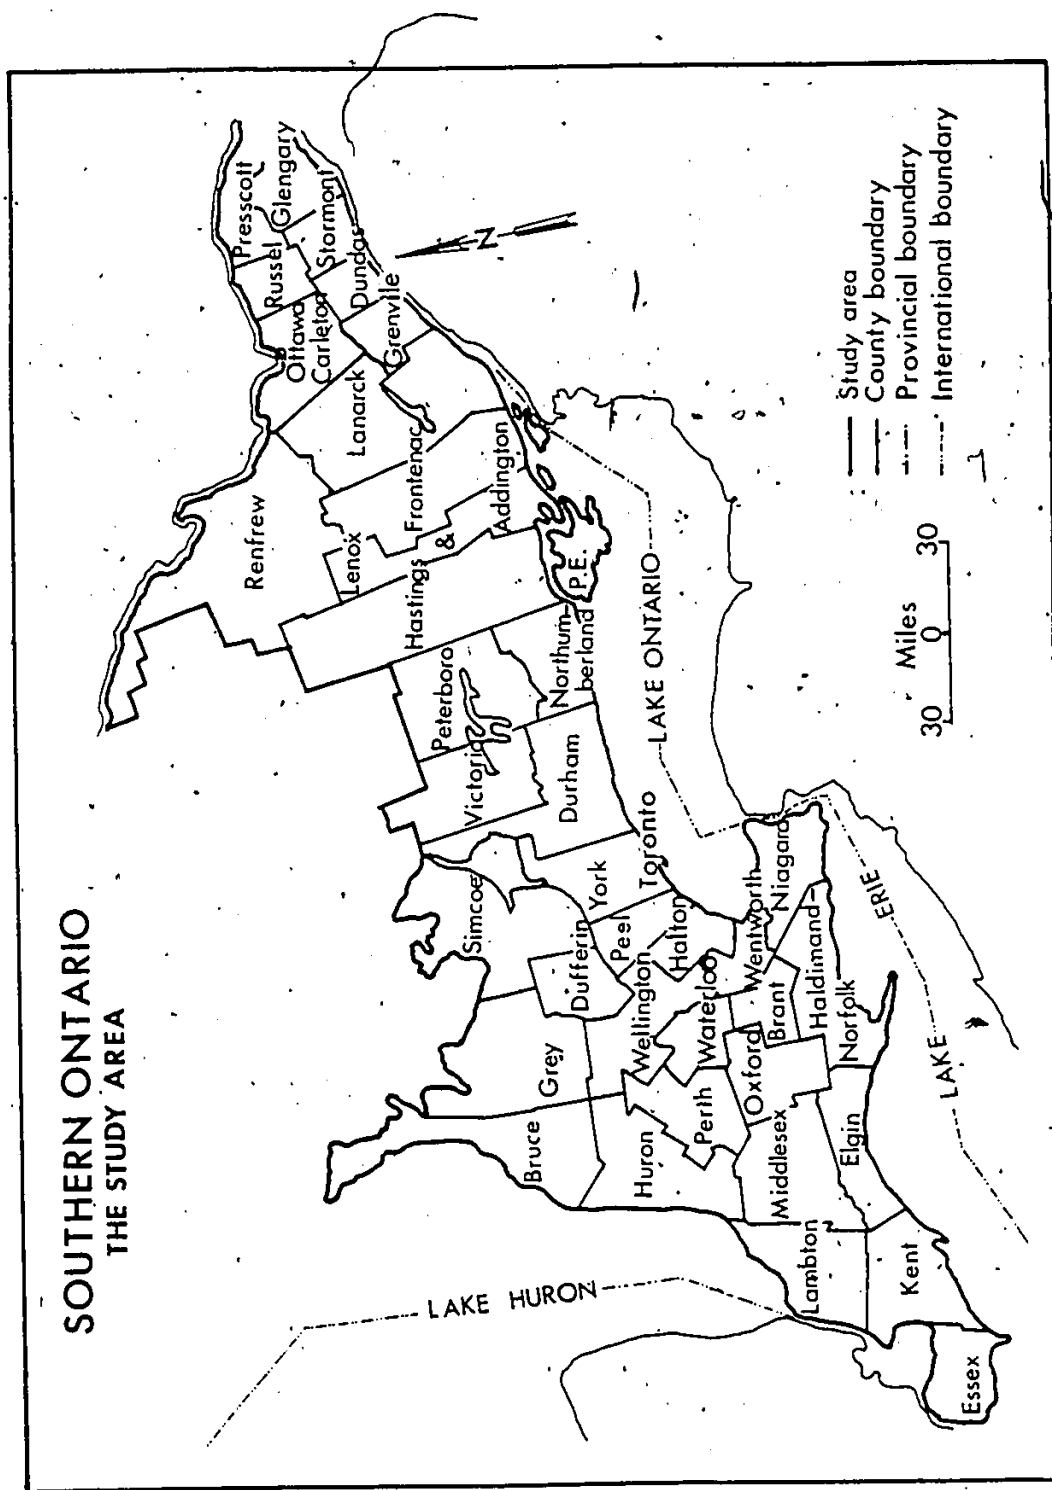 SOUTHERN ONTARIO
THE STUDY AREA
Renfrew
Ottawa
Carleton
Russel
Prescott
Glengary
Stormont
Dundas
Grenville
Lanarck
Frontenac
Lenox
&
Addington
Hastings
P.E.
Northum-
berland
Peterboro
Victoria
Durham
Simcoe
York
Toronto
Dufferin
Peel
Halton
Wellington
Waterloo
Wentworth
Niagara
Haldimand-
Norfolk
Brant
Oxford
Grey
Bruce
Huron
Perth
Middlesex
Elgin
Lambton
Kent
Essex
LAKE HURON
LAKE ONTARIO
LAKE ERIE
N
Miles
30 0 30
Study area
County boundary
Provincial boundary
International boundary